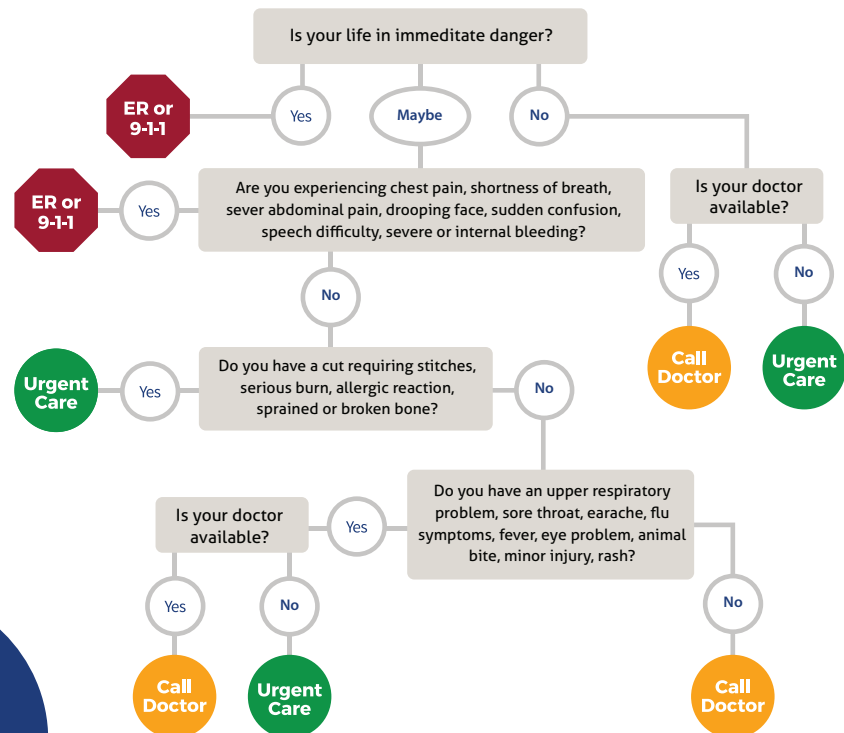 Is your life in immeditate danger?
ER or
9-1-1
Yes
Maybe
No
ER or
9-1-1
Yes
Are you experiencing chest pain, shortness of breath,
sever abdominal pain, drooping face, sudden confusion,
speech difficulty, severe or internal bleeding?
Is your doctor
available?
Yes
No
No
Call
Doctor
Urgent
Care
Urgent
Care
Yes
Do you have a cut requiring stitches,
serious burn, allergic reaction,
sprained or broken bone?
No
Is your doctor
available?
Yes
Do you have an upper respiratory
problem, sore throat, earache, flu
symptoms, fever, eye problem, animal
bite, minor injury, rash?
Yes
No
No
Call
Doctor
Urgent
Care
Call
Doctor